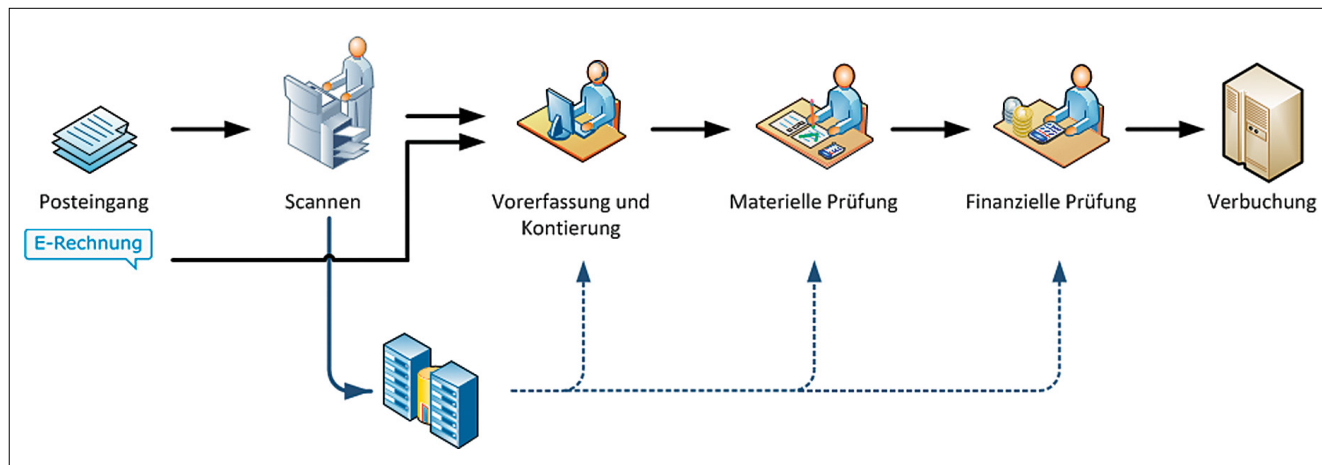 Posteingang
Scannen
Vorerfassung und
Kontierung
Materielle Prüfung
Finanzielle Prüfung
Verbuchung
E-Rechnung